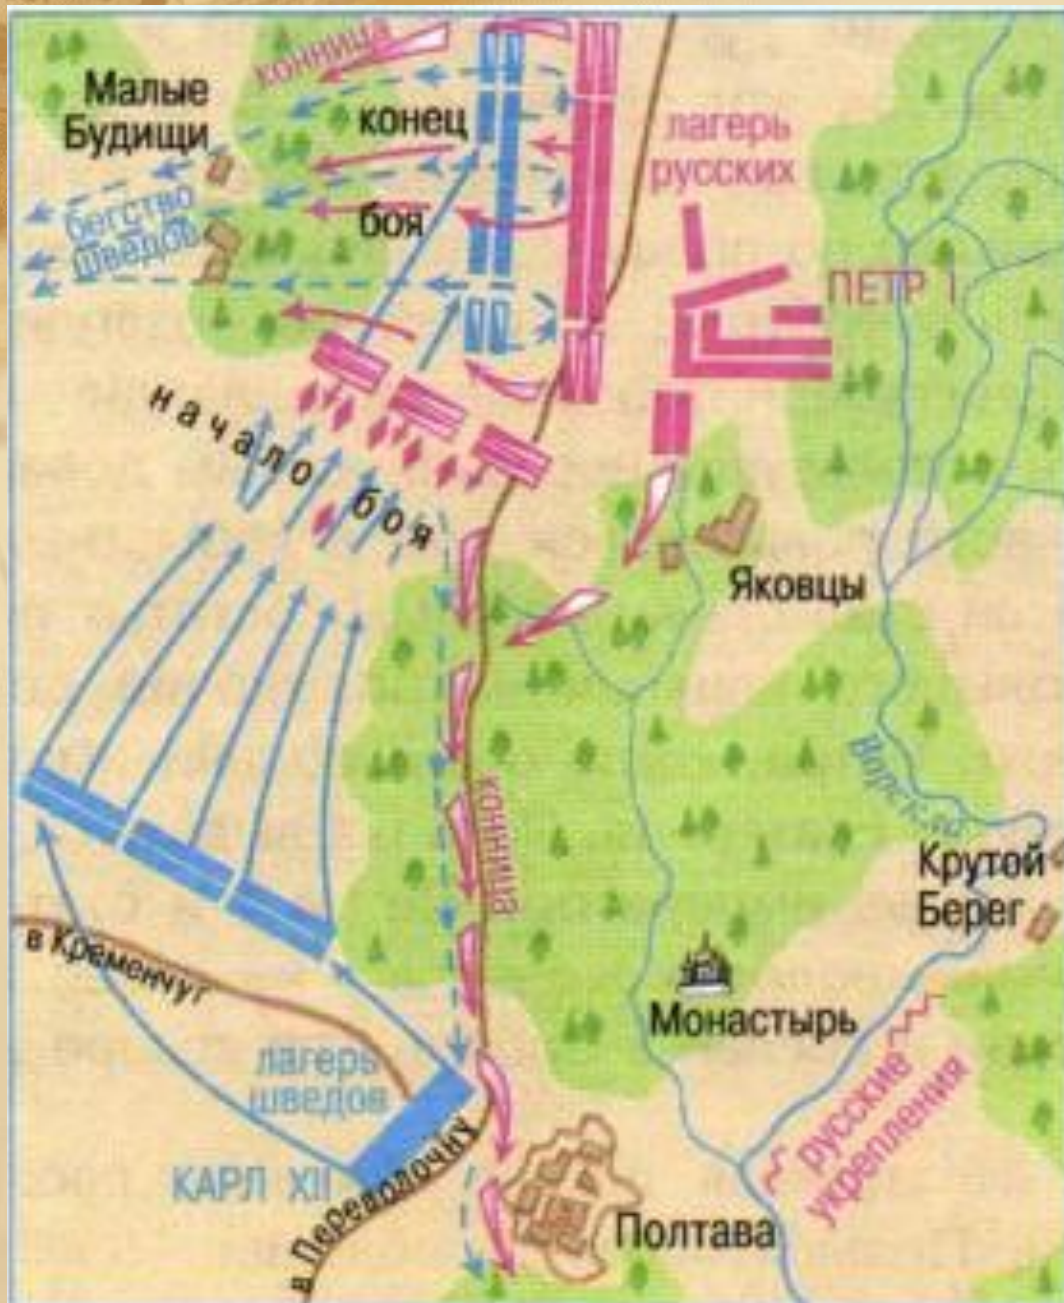 конница
Малые
Будищи
конец
лагерь
русских
бегство
шведов
боя
ПЕТР I
начало боя
Яковцы
Ворскла
конница
Крутой
Берег
в Кременчуг
Монастырь
лагерь
шведов
русские
укрепления
КАРЛ XII
в Переволочну
Полтава